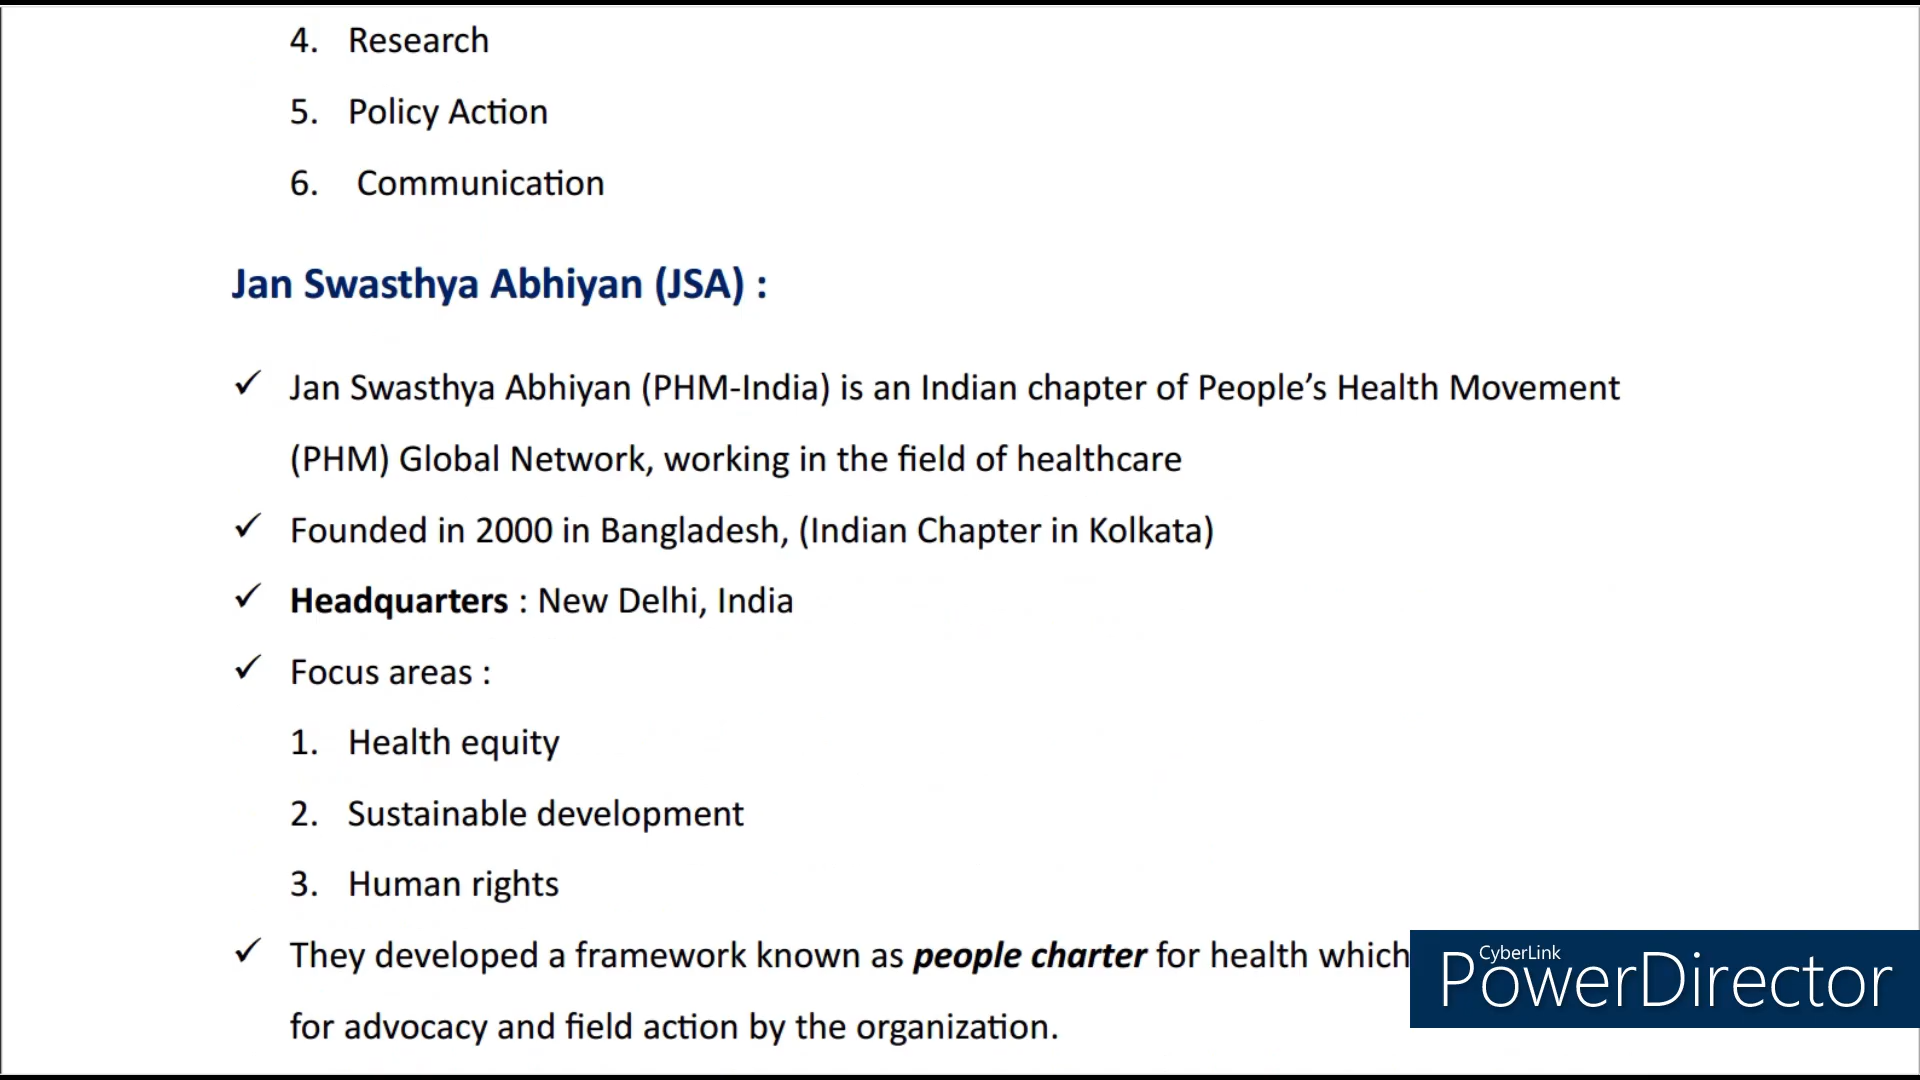 4. Research
5. Policy Action
6. Communication
Jan Swasthya Abhiyan (JSA) :
✓ Jan Swasthya Abhiyan (PHM-India) is an Indian chapter of People’s Health Movement
(PHM) Global Network, working in the field of healthcare
✓ Founded in 2000 in Bangladesh, (Indian Chapter in Kolkata)
✓ Headquarters : New Delhi, India
✓ Focus areas :
1. Health equity
2. Sustainable development
3. Human rights
✓ They developed a framework known as people charter for health which
for advocacy and field action by the organization.
CyberLink
PowerDirector